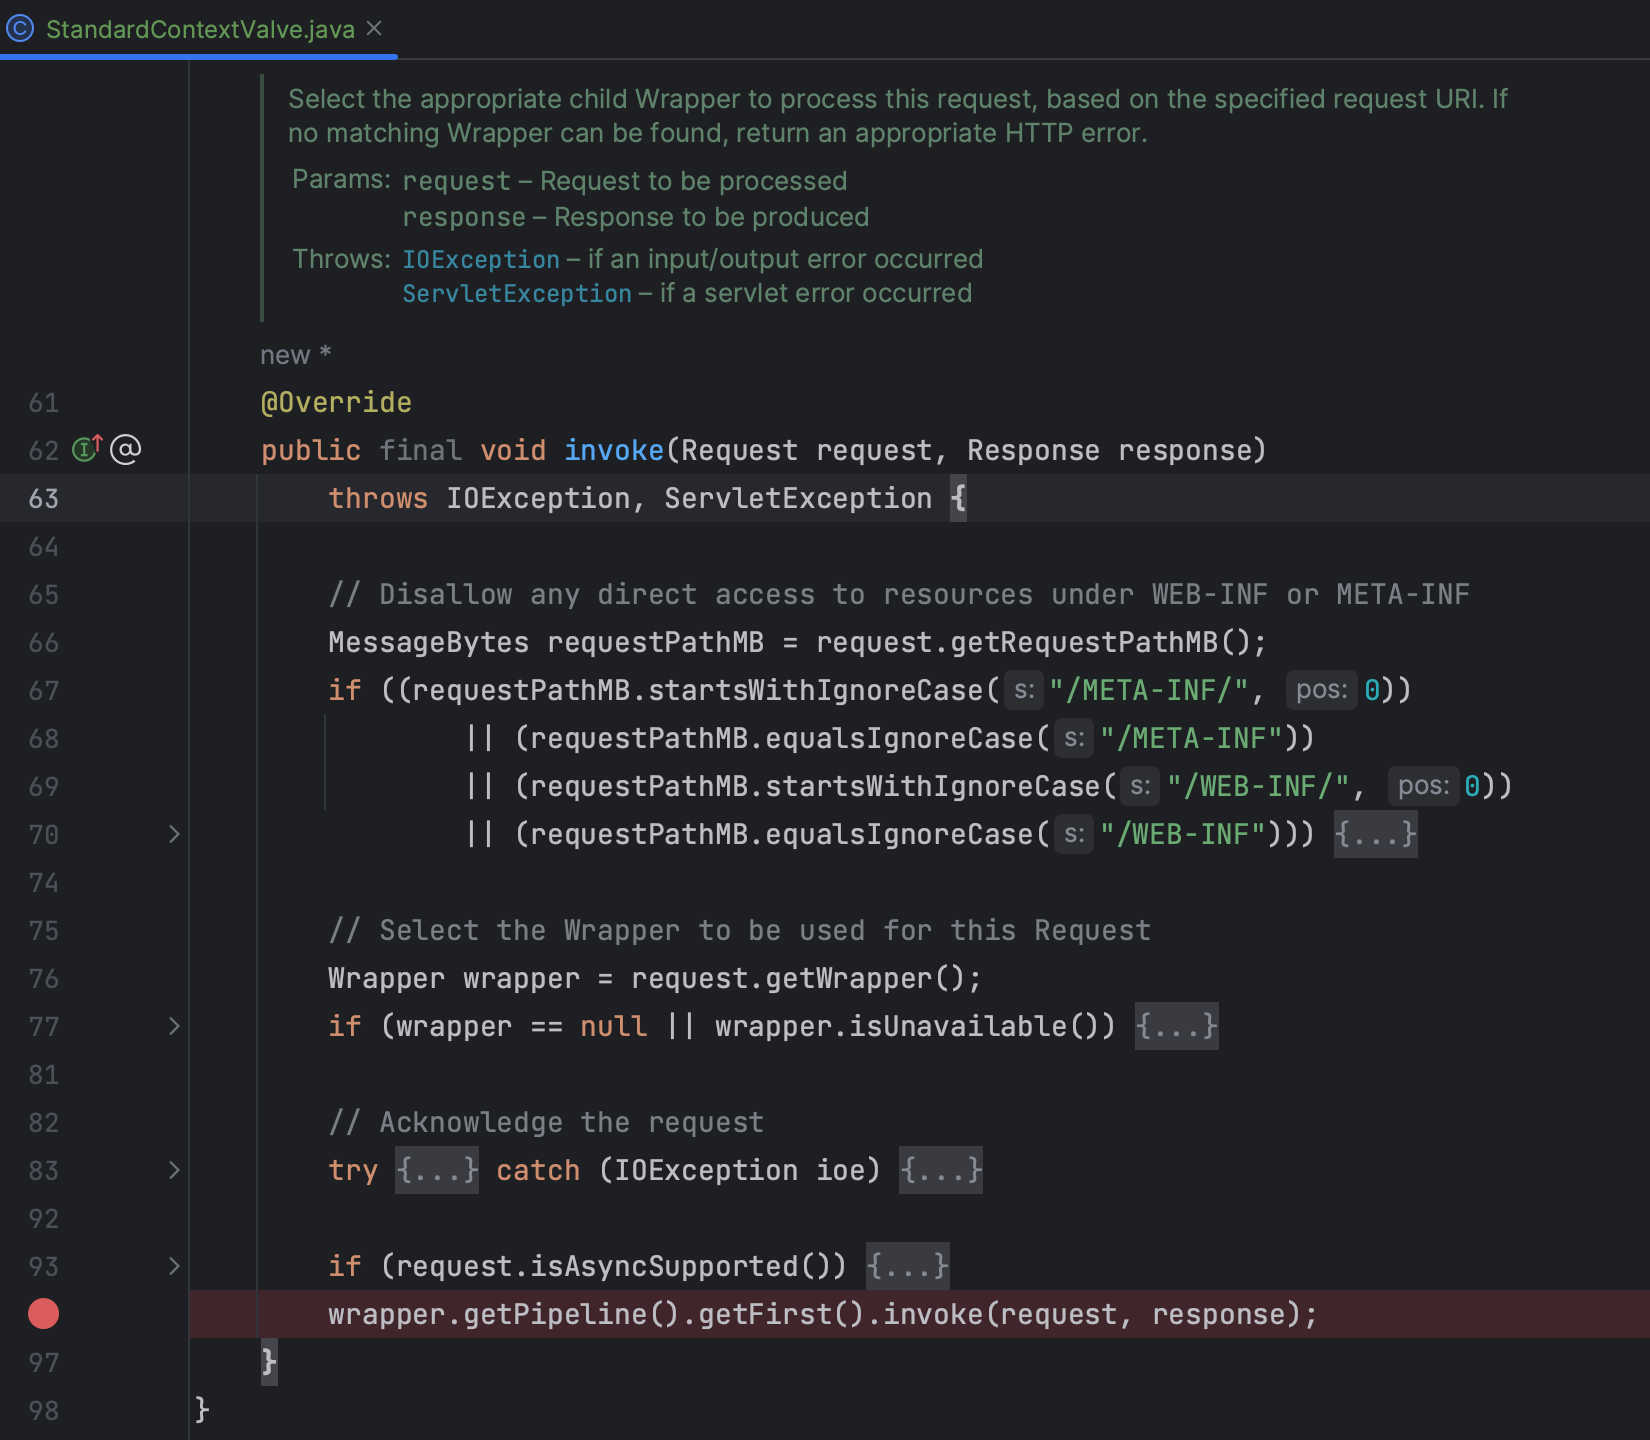 StandardContextValve.java
Select the appropriate child Wrapper to process this request, based on the specified request URI. If
no matching Wrapper can be found, return an appropriate HTTP error.
Params: request – Request to be processed
response – Response to be produced
Throws: IOException – if an input/output error occurred
ServletException – if a servlet error occurred
new *
61 @Override
62 public final void invoke(Request request, Response response)
63 throws IOException, ServletException {
64
65 // Disallow any direct access to resources under WEB-INF or META-INF
66 MessageBytes requestPathMB = request.getRequestPathMB();
67 if ((requestPathMB.startsWithIgnoreCase( s: "/META-INF/", pos: 0))
68 || (requestPathMB.equalsIgnoreCase( s: "/META-INF"))
69 || (requestPathMB.startsWithIgnoreCase( s: "/WEB-INF/", pos: 0))
70 || (requestPathMB.equalsIgnoreCase( s: "/WEB-INF"))) {...}
74
75 // Select the Wrapper to be used for this Request
76 Wrapper wrapper = request.getWrapper();
77 if (wrapper == null || wrapper.isUnavailable()) {...}
81
82 // Acknowledge the request
83 try {...} catch (IOException ioe) {...}
92
93 if (request.isAsyncSupported()) {...}
wrapper.getPipeline().getFirst().invoke(request, response);
97 }
98 }